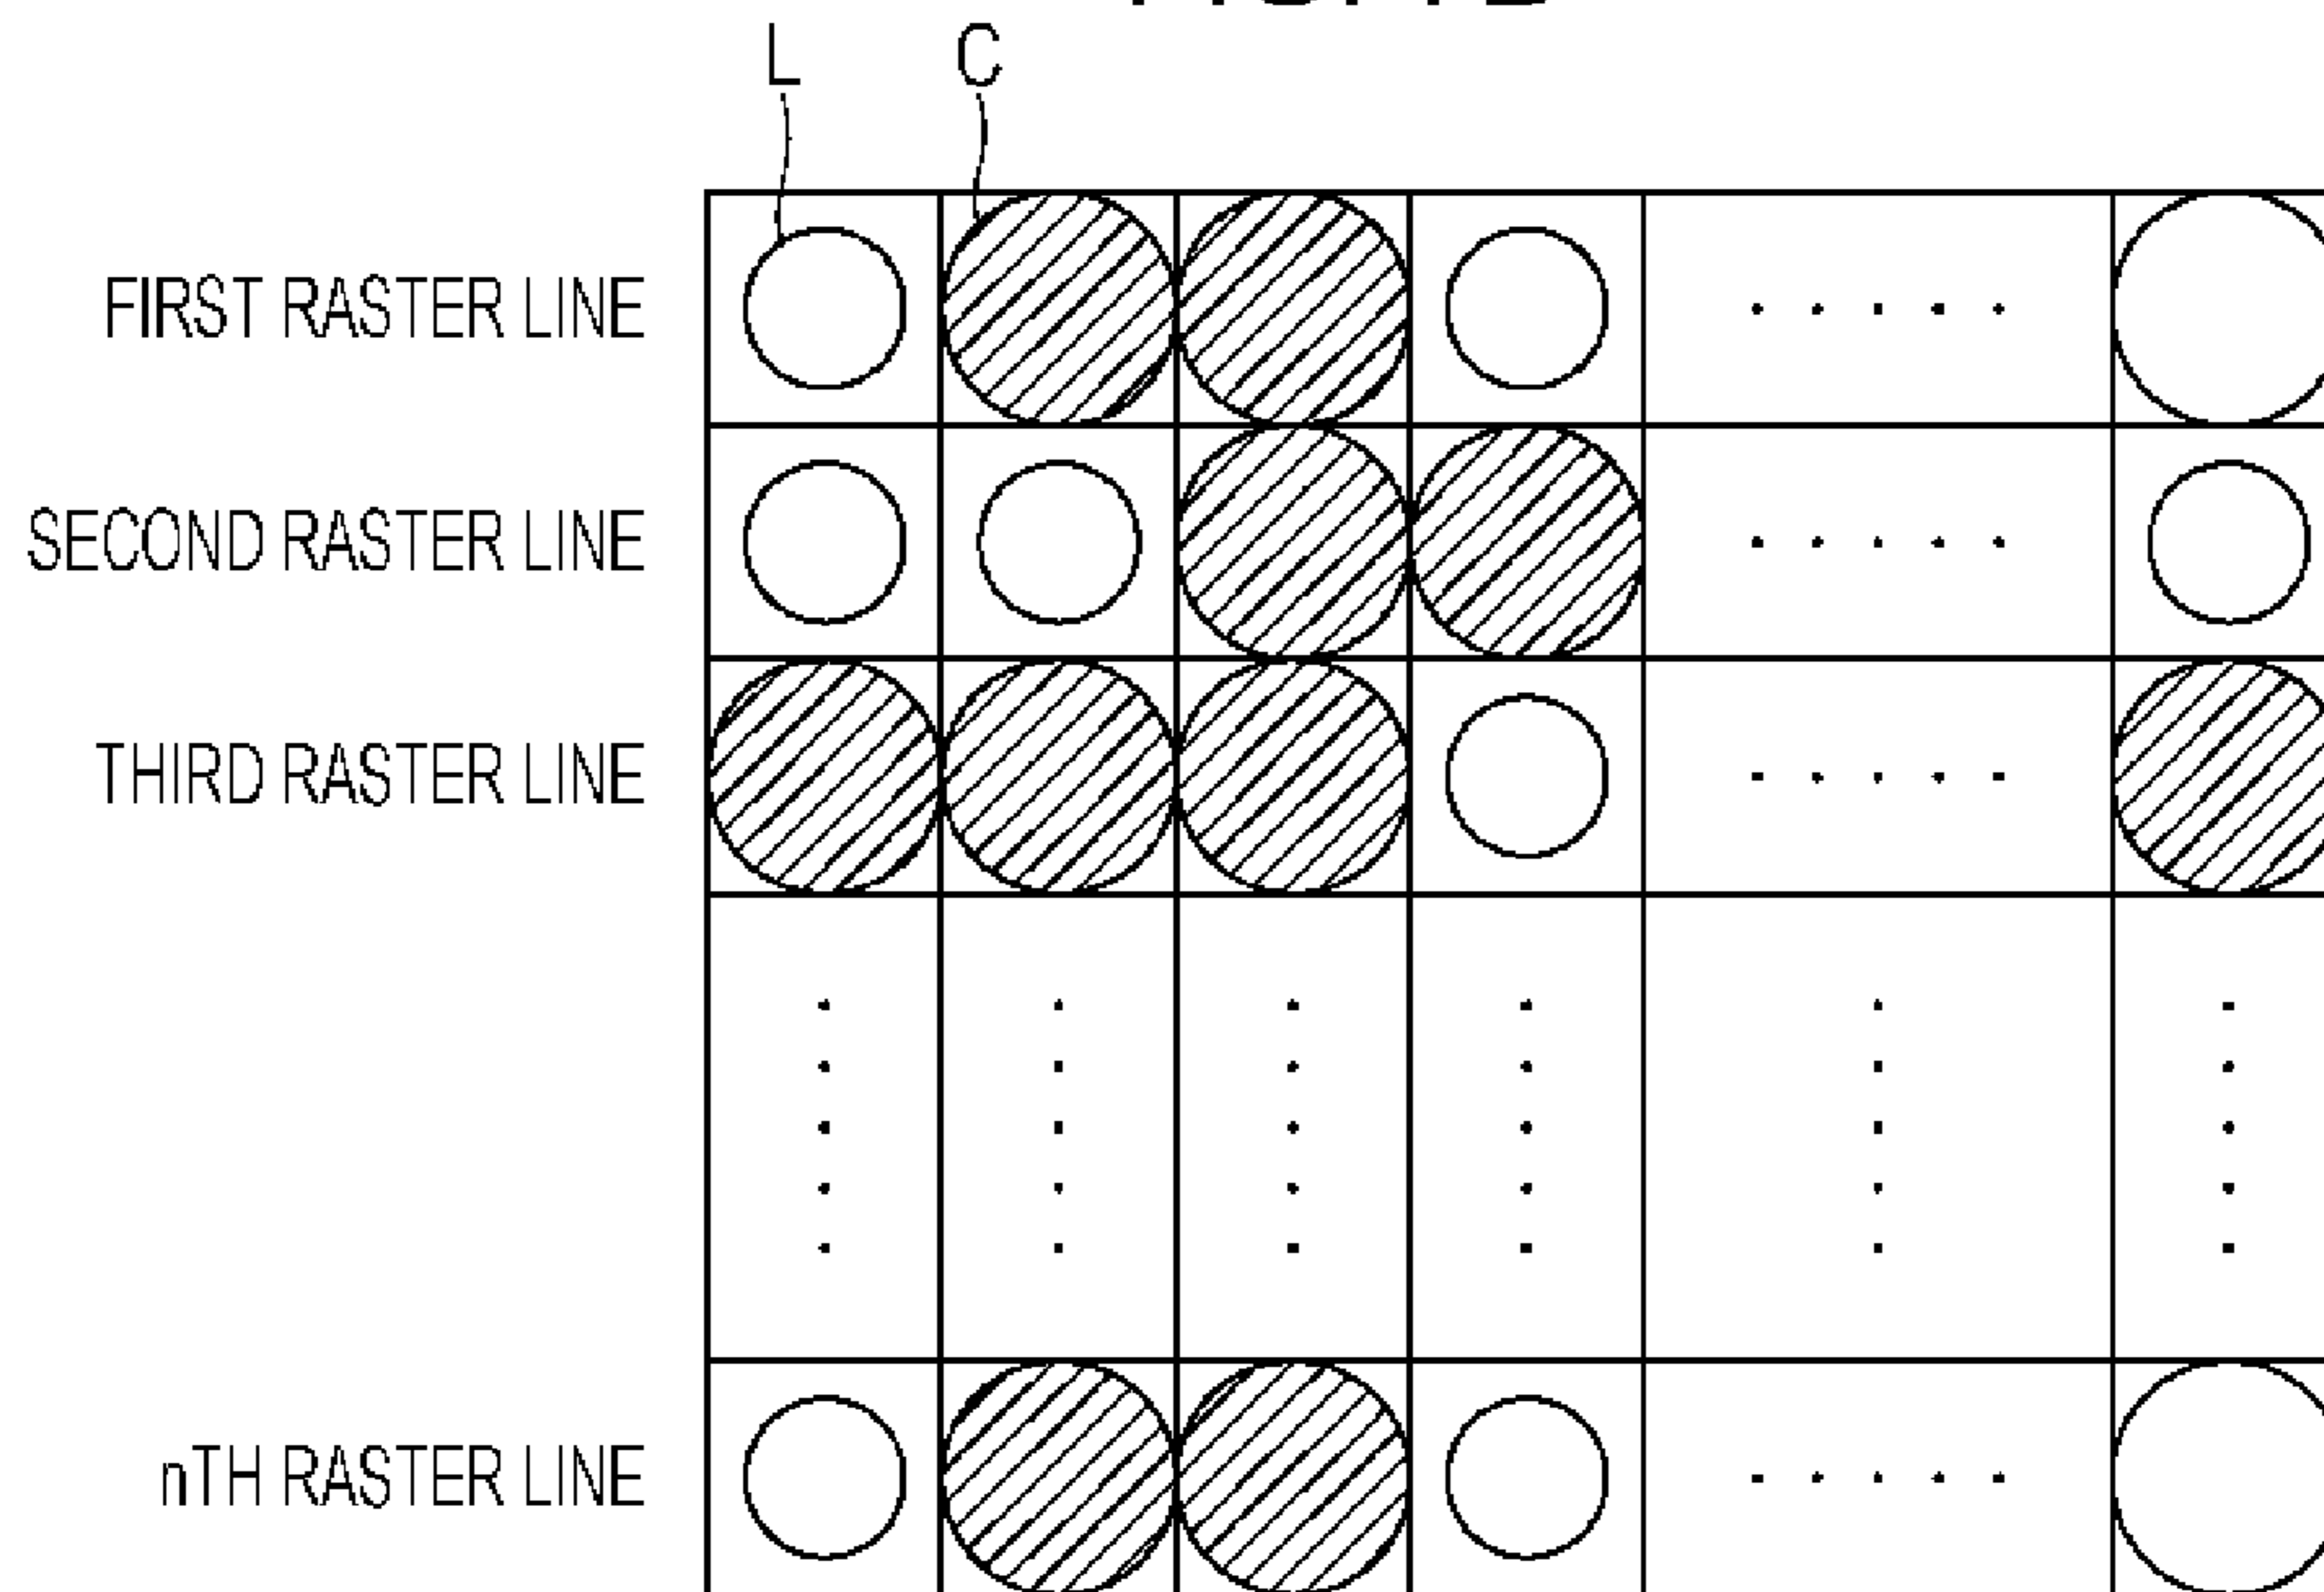 L
C
FIRST RASTER LINE
SECOND RASTER LINE
THIRD RASTER LINE
nTH RASTER LINE